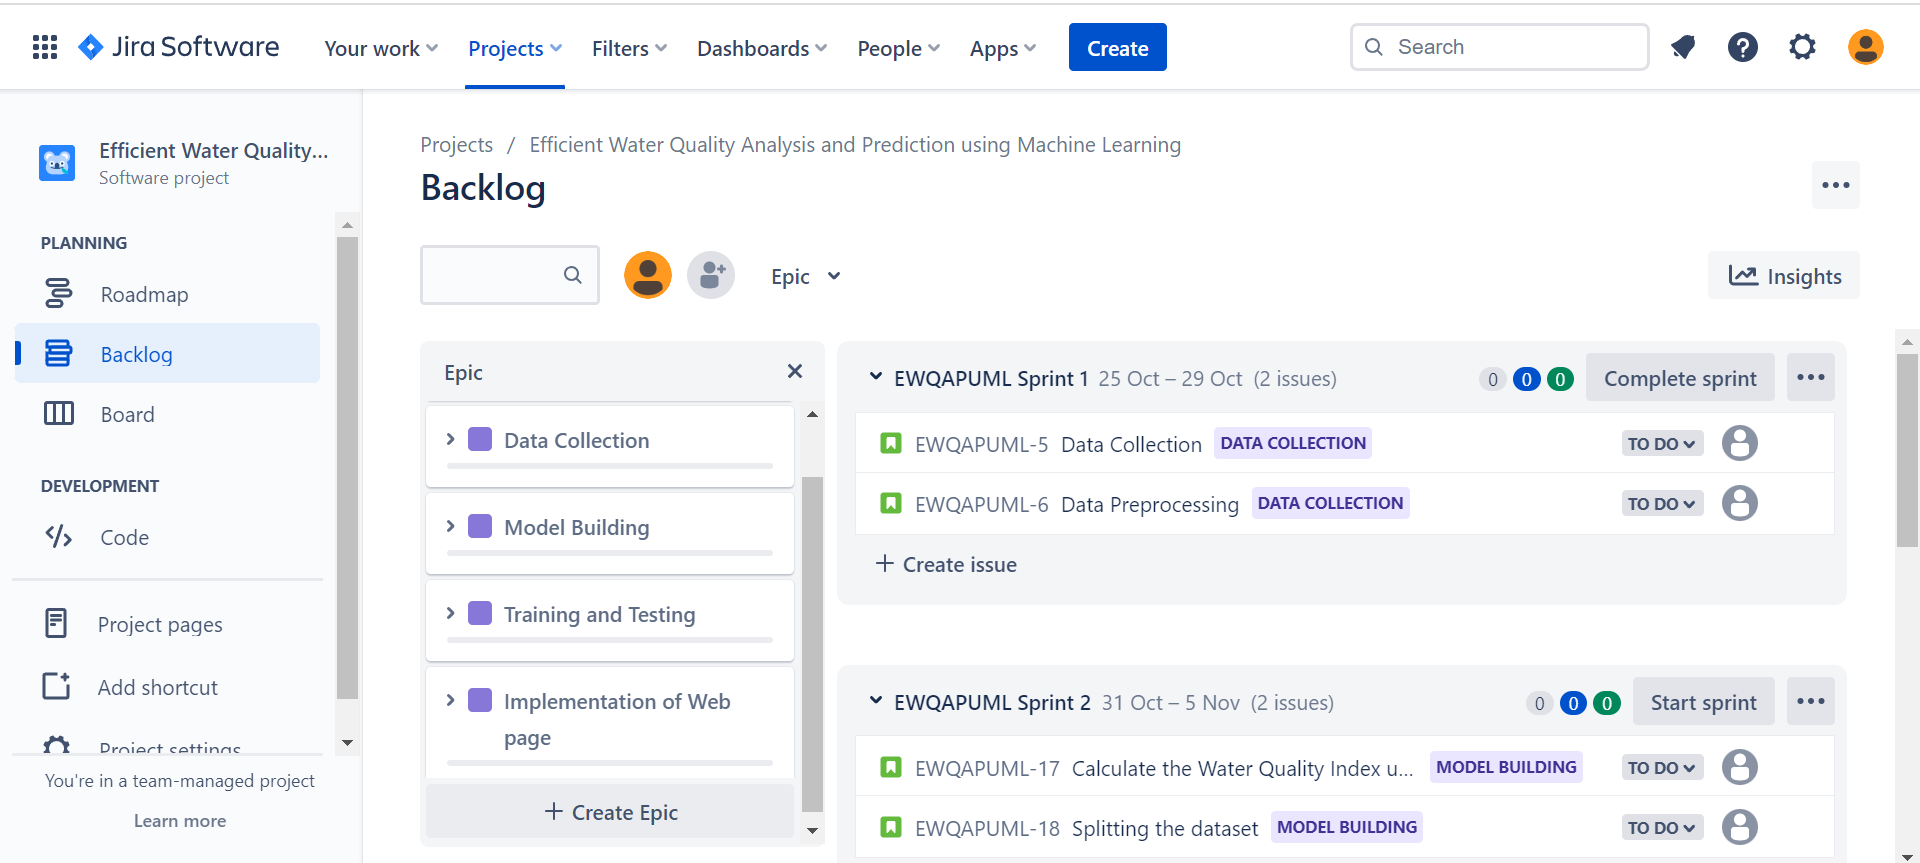 Jira Software
Your work
Projects
Filters
Dashboards
People
Apps
Create
Search
Efficient Water Quality...
Software project
PLANNING
Roadmap
Backlog
Board
DEVELOPMENT
Code
Project pages
Add shortcut
Project settings
You're in a team-managed project
Learn more
Projects / Efficient Water Quality Analysis and Prediction using Machine Learning
Backlog
Epic
Insights
Epic
Data Collection
Model Building
Training and Testing
Implementation of Web
page
+ Create Epic
EWQAPUML Sprint 1 25 Oct – 29 Oct (2 issues) 0 0 0 Complete sprint
EWQAPUML-5 Data Collection DATA COLLECTION TO DO
EWQAPUML-6 Data Preprocessing DATA COLLECTION TO DO
+ Create issue
EWQAPUML Sprint 2 31 Oct – 5 Nov (2 issues) 0 0 0 Start sprint
EWQAPUML-17 Calculate the Water Quality Index u... MODEL BUILDING TO DO
EWQAPUML-18 Splitting the dataset MODEL BUILDING TO DO